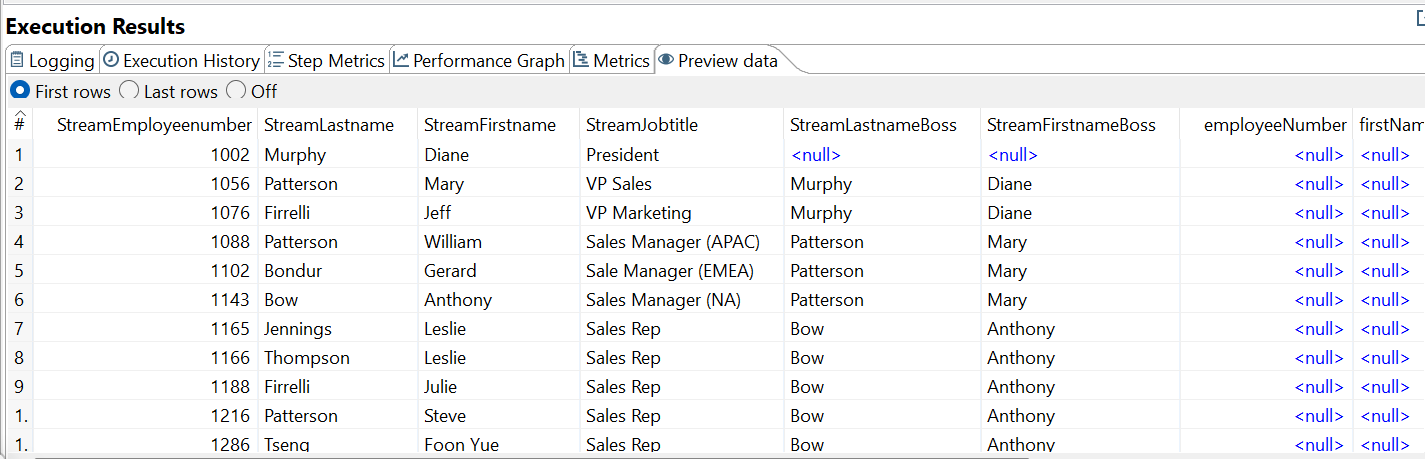 Execution Results
Logging Execution History Step Metrics Performance Graph Metrics Preview data
First rows Last rows Off
# StreamEmployeenumber StreamLastname StreamFirstname StreamJobtitle StreamLastnameBoss StreamFirstnameBoss employeeNumber firstNam
1 1002 Murphy Diane President <null> <null> <null> <null>
2 1056 Patterson Mary VP Sales Murphy Diane <null> <null>
3 1076 Firrelli Jeff VP Marketing Murphy Diane <null> <null>
4 1088 Patterson William Sales Manager (APAC) Patterson Mary <null> <null>
5 1102 Bondur Gerard Sale Manager (EMEA) Patterson Mary <null> <null>
6 1143 Bow Anthony Sales Manager (NA) Patterson Mary <null> <null>
7 1165 Jennings Leslie Sales Rep Bow Anthony <null> <null>
8 1166 Thompson Leslie Sales Rep Bow Anthony <null> <null>
9 1188 Firrelli Julie Sales Rep Bow Anthony <null> <null>
1. 1216 Patterson Steve Sales Rep Bow Anthony <null> <null>
1. 1286 Tseng Foon Yue Sales Rep Bow Anthony <null> <null>